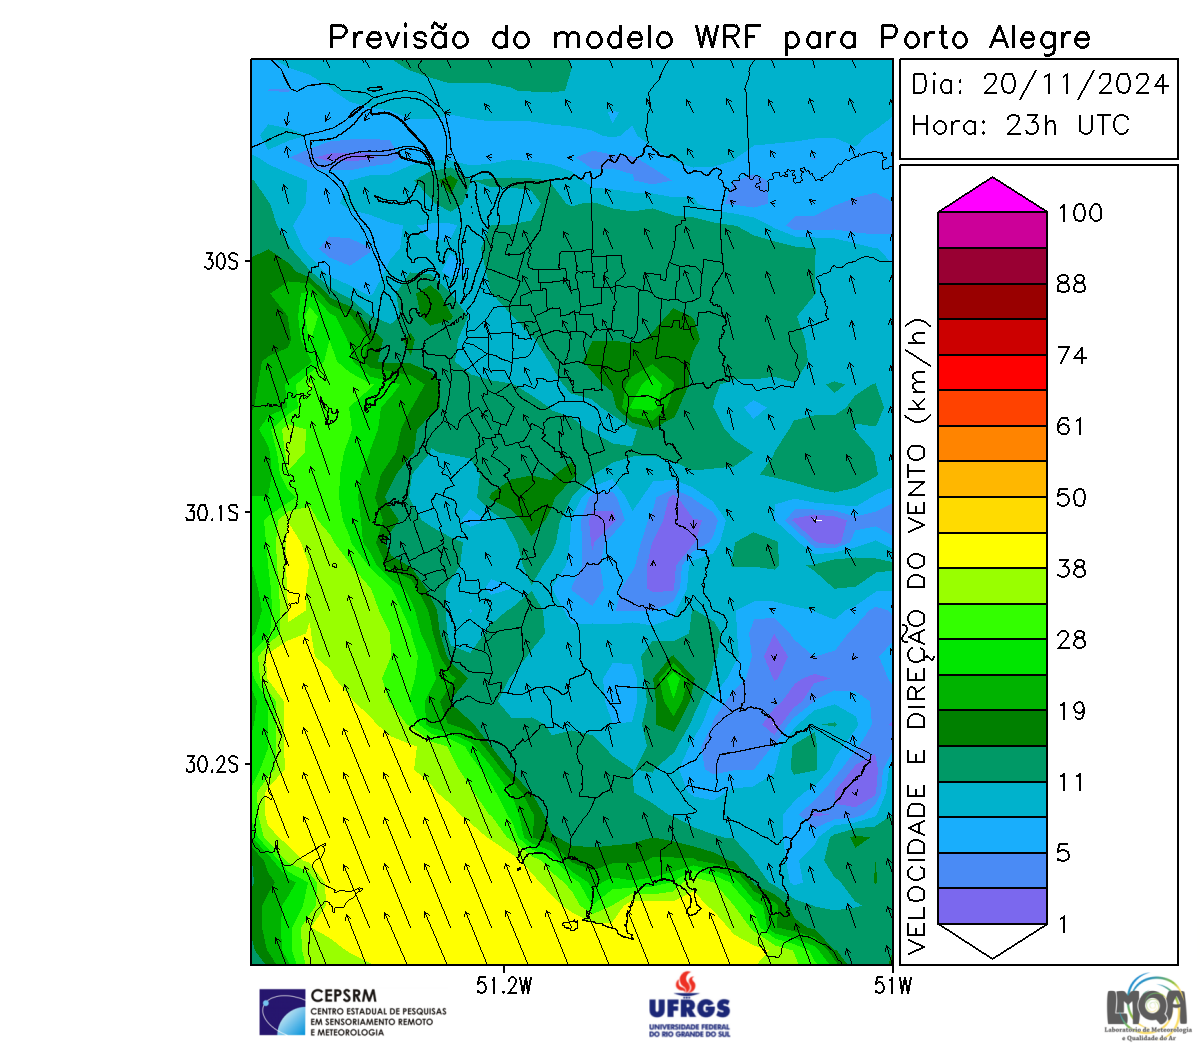 Previsão do modelo WRF para Porto Alegre
Dia: 20/11/2024
Hora: 23h UTC
30S
30.1S
30.2S
51.2W
51W
VELOCIDADE E DIREÇÃO DO VENTO (km/h)
100
88
74
61
50
38
28
19
11
5
1
CEPSRM
CENTRO ESTADUAL DE PESQUISAS
EM SENSORIAMENTO REMOTO
E METEOROLOGIA
UFRGS
UNIVERSIDADE FEDERAL
DO RIO GRANDE DO SUL
LMQA
Laboratório de Meteorologia
e Qualidade do Ar